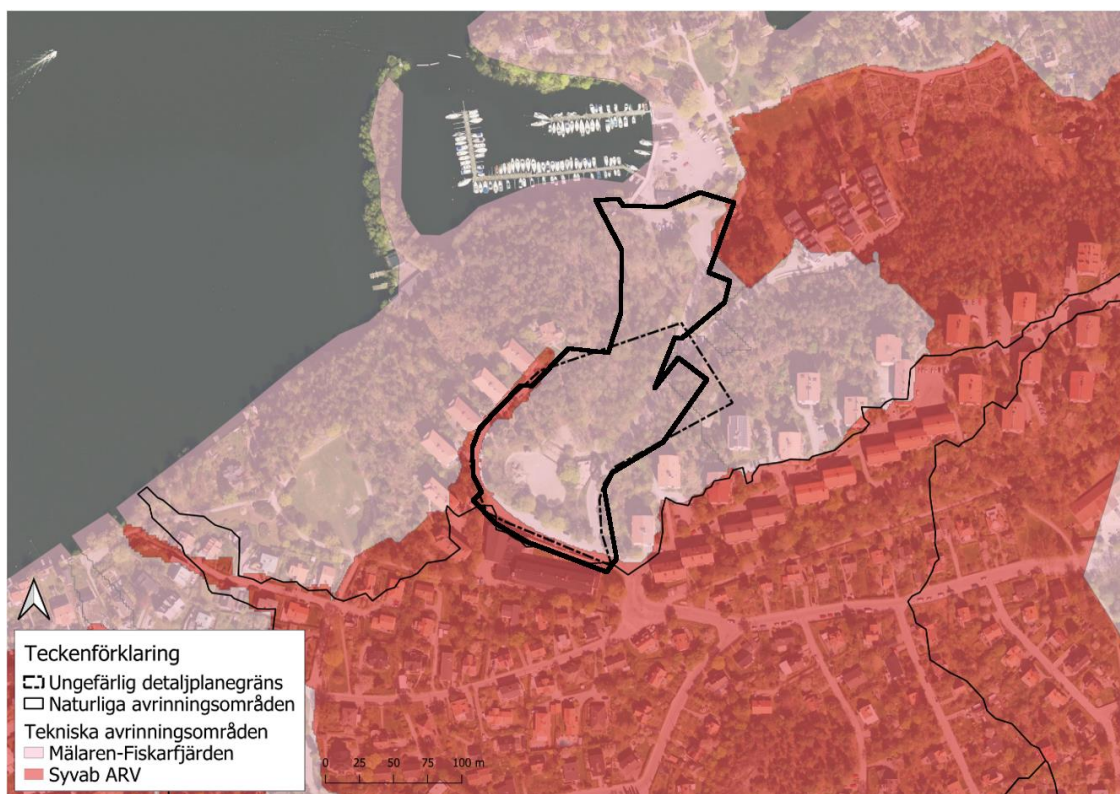 Teckenförklaring
Ungefärlig detaljplanegräns
Naturliga avrinningsområden
Tekniska avrinningsområden
Mälaren-Fiskarfjärden
Syvab ARV
0 25 50 75 100 m